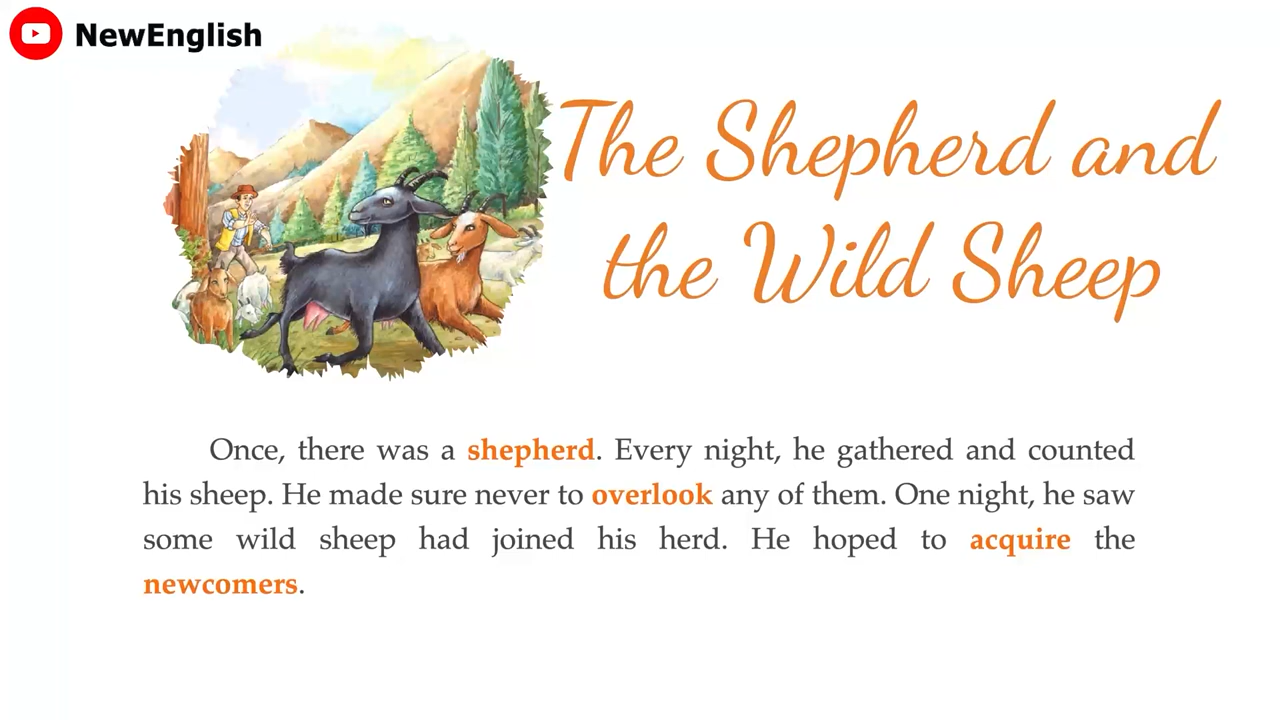 NewEnglish
The Shepherd and
the Wild Sheep
Once, there was a shepherd. Every night, he gathered and counted
his sheep. He made sure never to overlook any of them. One night, he saw
some wild sheep had joined his herd. He hoped to acquire the
newcomers.